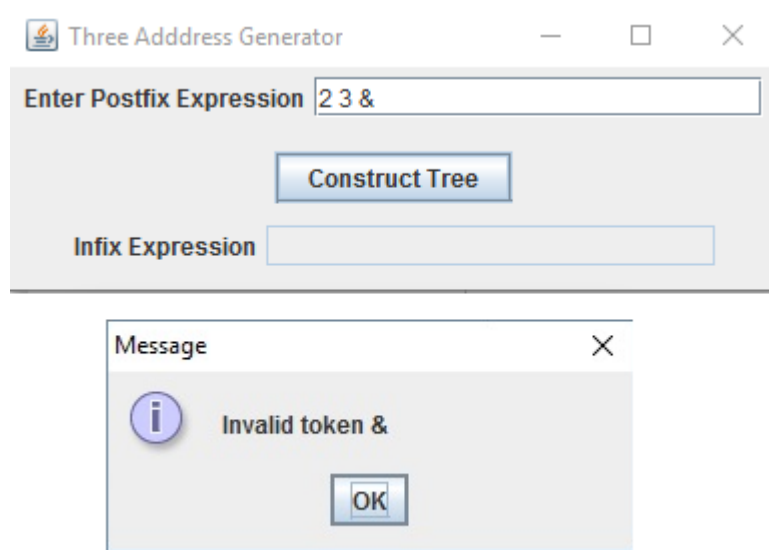 Three Adddress Generator
Enter Postfix Expression 2 3 &
Construct Tree
Infix Expression
Message
i Invalid token &
OK